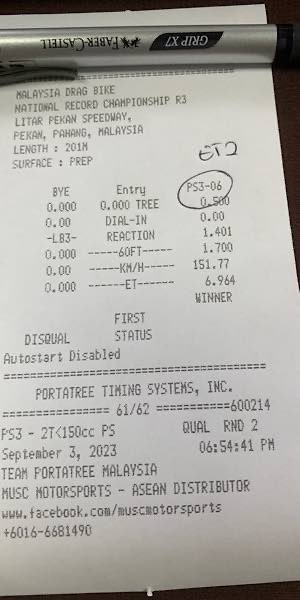 FABER-CASTELL GRIP X7
MALAYSIA DRAG BIKE
NATIONAL RECORD CHAMPIONSHIP R3
LITAR PEKAN SPEEDWAY,
PEKAN, PAHANG, MALAYSIA
LENGTH : 201M
SURFACE : PREP
ET2
BYE Entry PS3-06
0.000 0.000 TREE 0.500
0.00 DIAL-IN 0.00
-LB3- REACTION 1.401
0.000 -----60FT----- 1.700
0.00 -----KM/H----- 151.77
0.000 ------ET------ 6.964
WINNER
FIRST
DISQUAL STATUS
Autostart Disabled
========================================
PORTATREE TIMING SYSTEMS, INC.
================ 61/62 ===========600214
PS3 - 2T<150cc PS QUAL RND 2
September 3, 2023 06:54:41 PM
TEAM PORTATREE MALAYSIA
MUSC MOTORSPORTS - ASEAN DISTRIBUTOR
www.facebook.com/muscmotorsports
+6016-6681490